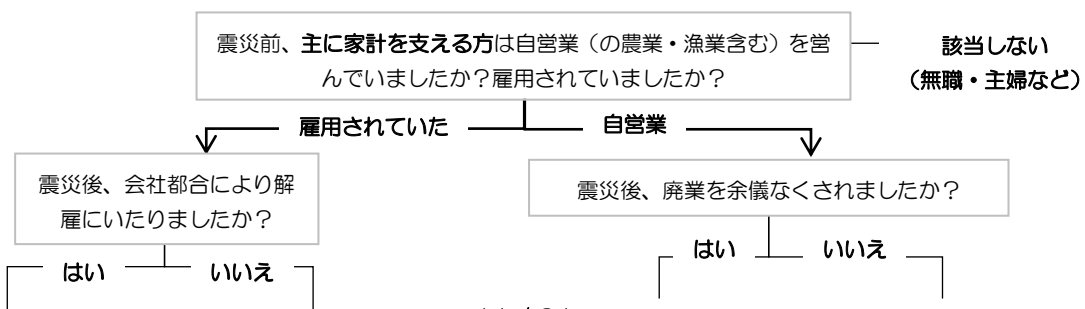 震災前、主に家計を支える方は自営業（の農業・漁業含む）を営
んでいましたか？雇用されていましたか？
該当しない
（無職・主婦など）
雇用されていた
自営業
震災後、会社都合により解
雇にいたりましたか？
震災後、廃業を余儀なくされましたか？
はい
いいえ
はい
いいえ